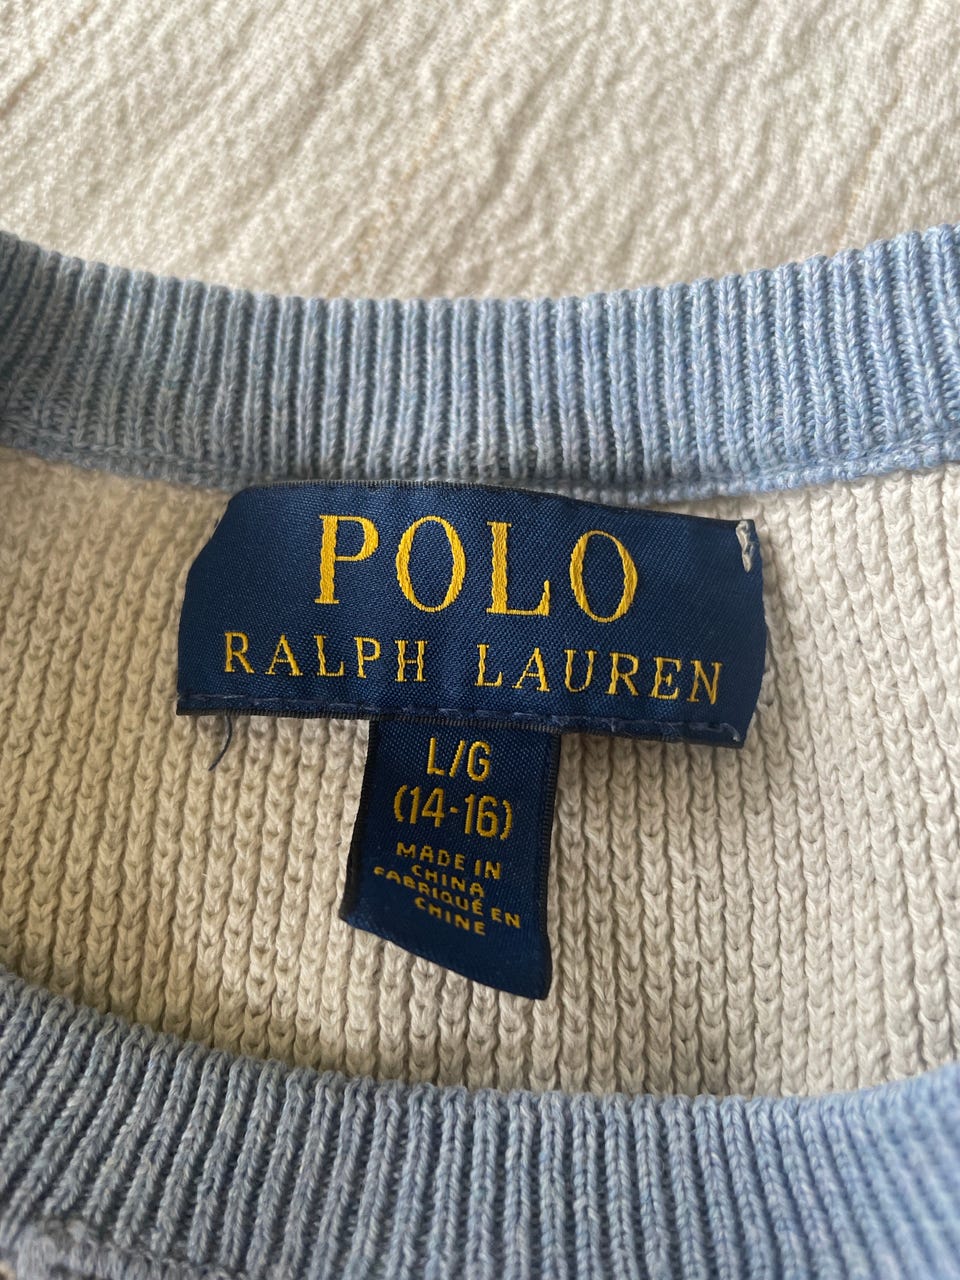 POLO
RALPH LAUREN
L/G
(14-16)
MADE IN
CHINA
FABRIQUÉ EN
CHINE